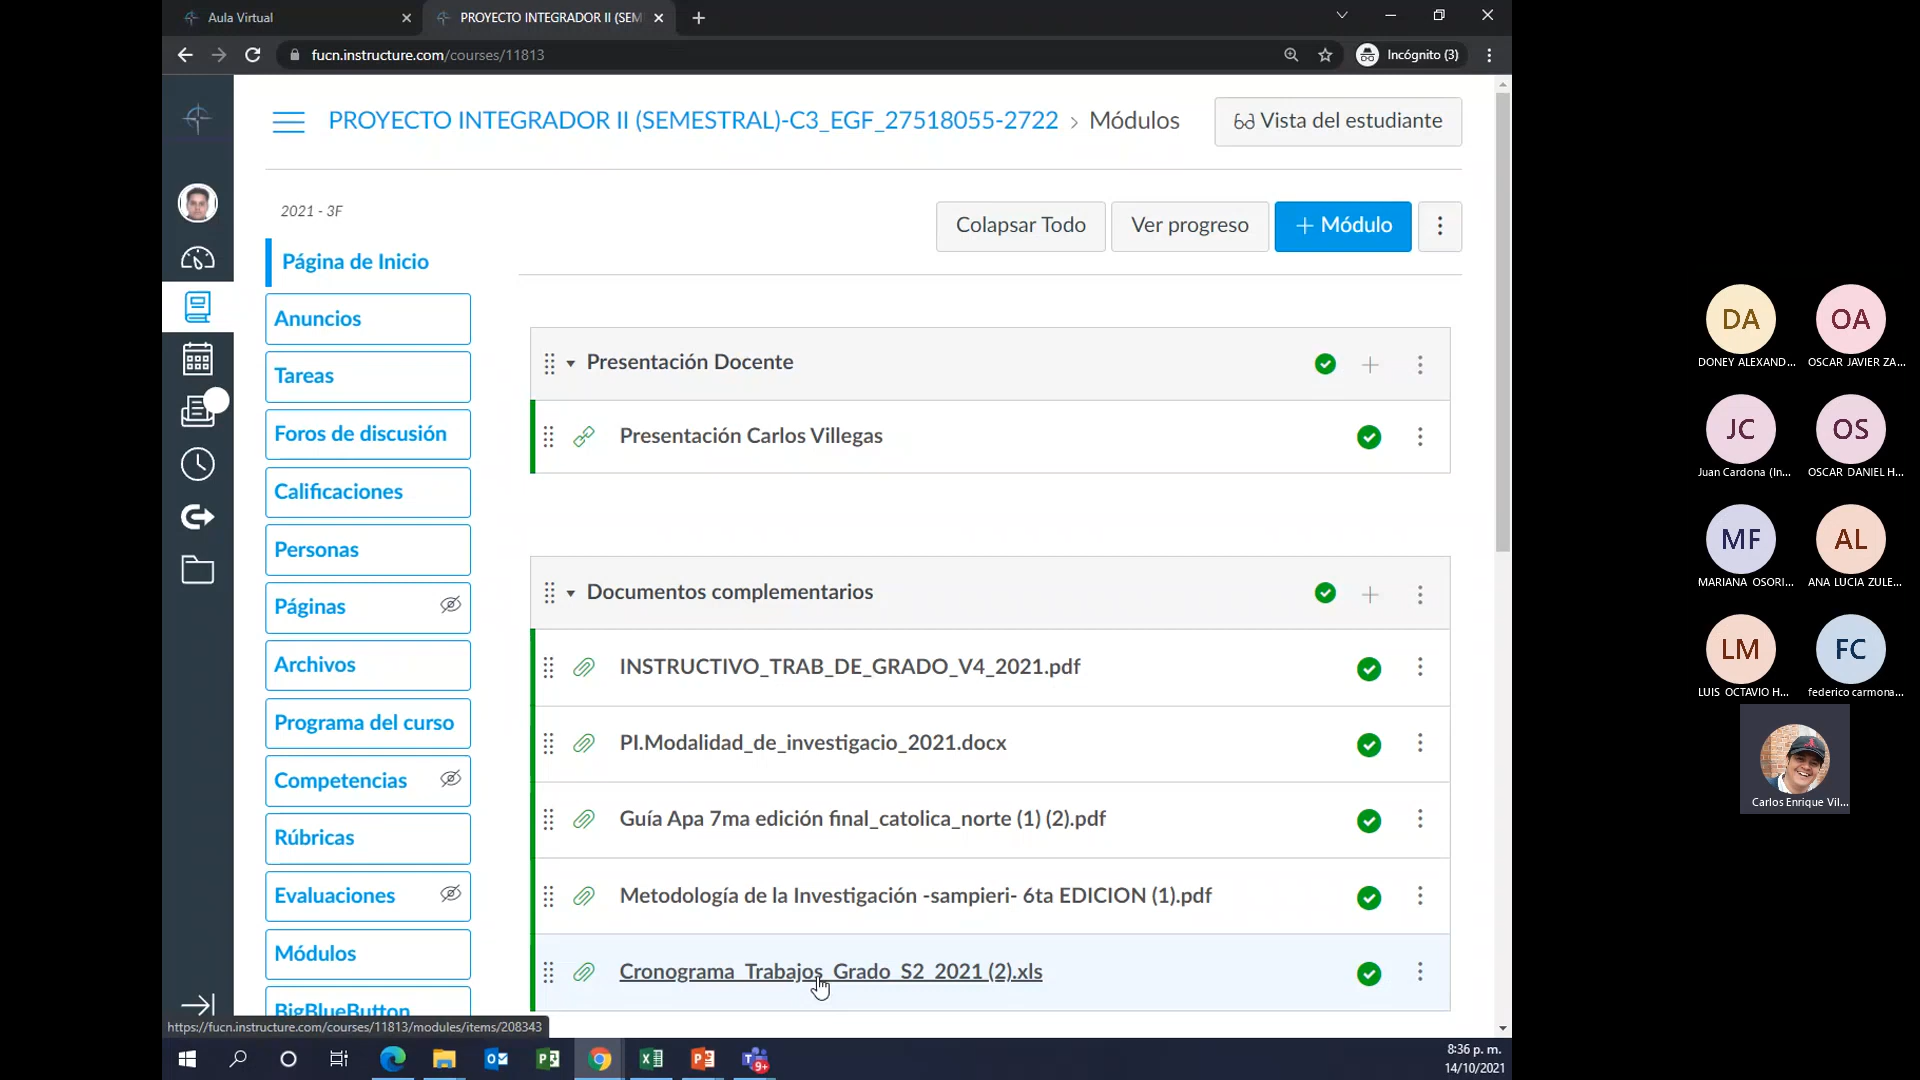 Aula Virtual
PROYECTO INTEGRADOR II (SEM
fucn.instructure.com/courses/11813
Incógnito (3)
PROYECTO INTEGRADOR II (SEMESTRAL)-C3_EGF_27518055-2722 > Módulos
Vista del estudiante
2021 - 3F
Colapsar Todo
Ver progreso
+ Módulo
Página de Inicio
Anuncios
Tareas
Foros de discusión
Calificaciones
Personas
Páginas
Archivos
Programa del curso
Competencias
Rúbricas
Evaluaciones
Módulos
BigBlueButton
Presentación Docente
Presentación Carlos Villegas
Documentos complementarios
INSTRUCTIVO_TRAB_DE_GRADO_V4_2021.pdf
PI.Modalidad_de_investigacio_2021.docx
Guía Apa 7ma edición final_catolica_norte (1) (2).pdf
Metodología de la Investigación -sampieri- 6ta EDICION (1).pdf
Cronograma_Trabajos_Grado_S2_2021 (2).xls
https://fucn.instructure.com/courses/11813/modules/items/208343
9+
8:36 p. m.
14/10/2021
DA
DONEY ALEXAND...
OA
OSCAR JAVIER ZA...
JC
Juan Cardona (In...
OS
OSCAR DANIEL H...
MF
MARIANA OSORI...
AL
ANA LUCIA ZULE...
LM
LUIS OCTAVIO H...
FC
federico carmona...
Carlos Enrique Vil...